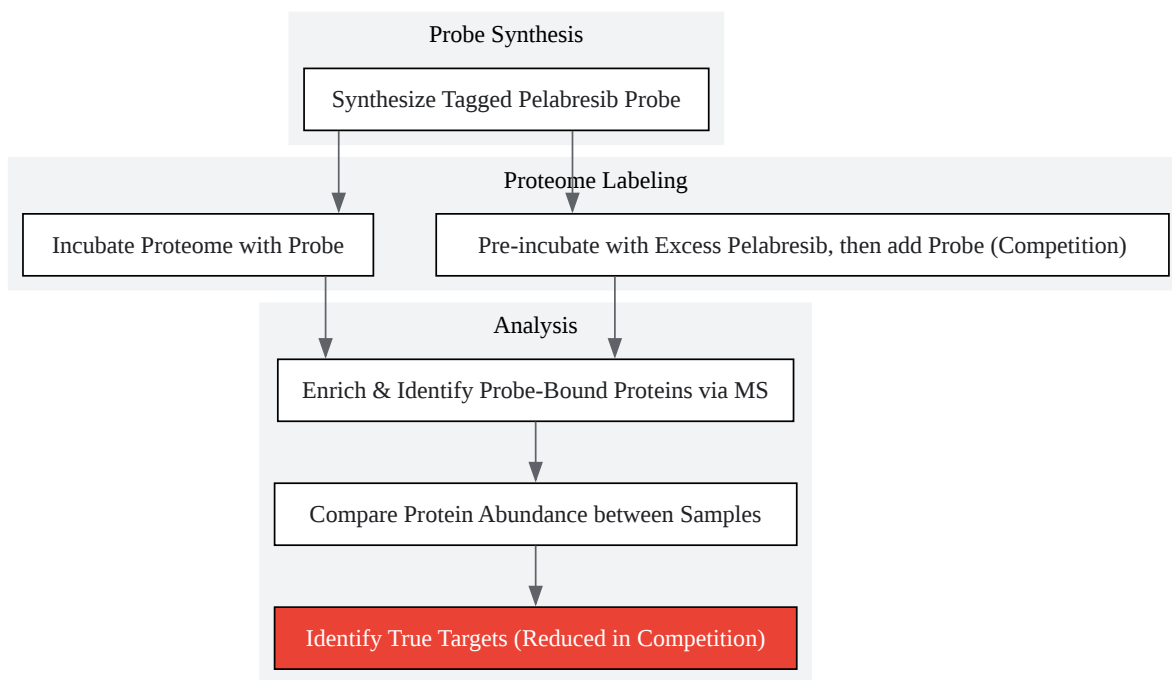 Probe Synthesis
Synthesize Tagged Pelabresib Probe
Proteome Labeling
Incubate Proteome with Probe
Pre-incubate with Excess Pelabresib, then add Probe (Competition)
Analysis
Enrich & Identify Probe-Bound Proteins via MS
Compare Protein Abundance between Samples
Identify True Targets (Reduced in Competition)